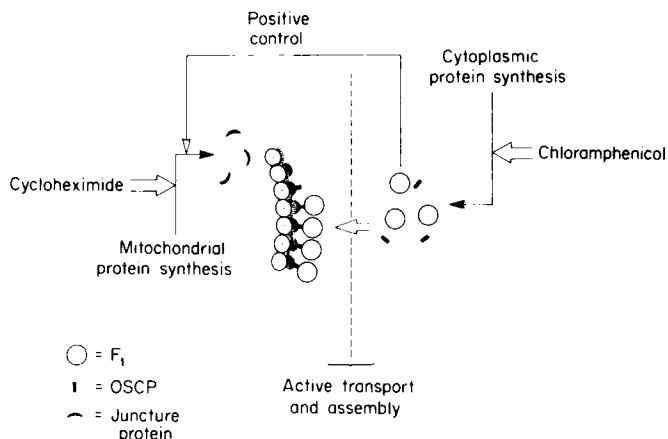 Positive
control
Cytoplasmic
protein synthesis
Chloramphenicol
Cycloheximide
Mitochondrial
protein synthesis
= F₁
= OSCP
= Juncture
protein
Active transport
and assembly